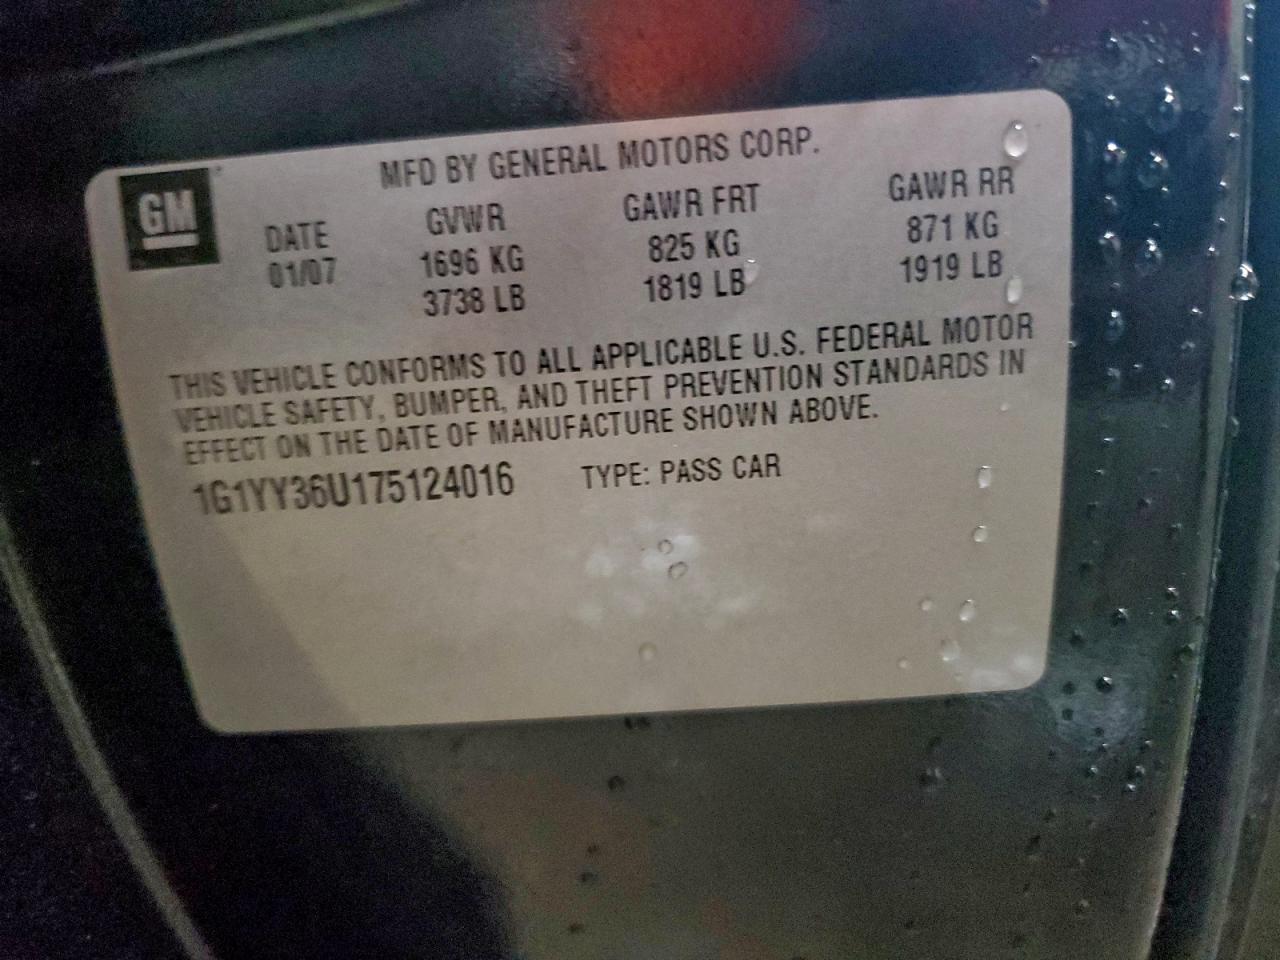 GM
MFD BY GENERAL MOTORS CORP.
DATE GVWR GAWR FRT GAWR RR
01/07 1696 KG 825 KG 871 KG
3738 LB 1819 LB 1919 LB
THIS VEHICLE CONFORMS TO ALL APPLICABLE U.S. FEDERAL MOTOR
VEHICLE SAFETY, BUMPER, AND THEFT PREVENTION STANDARDS IN
EFFECT ON THE DATE OF MANUFACTURE SHOWN ABOVE.
1G1YY36U175124016 TYPE: PASS CAR